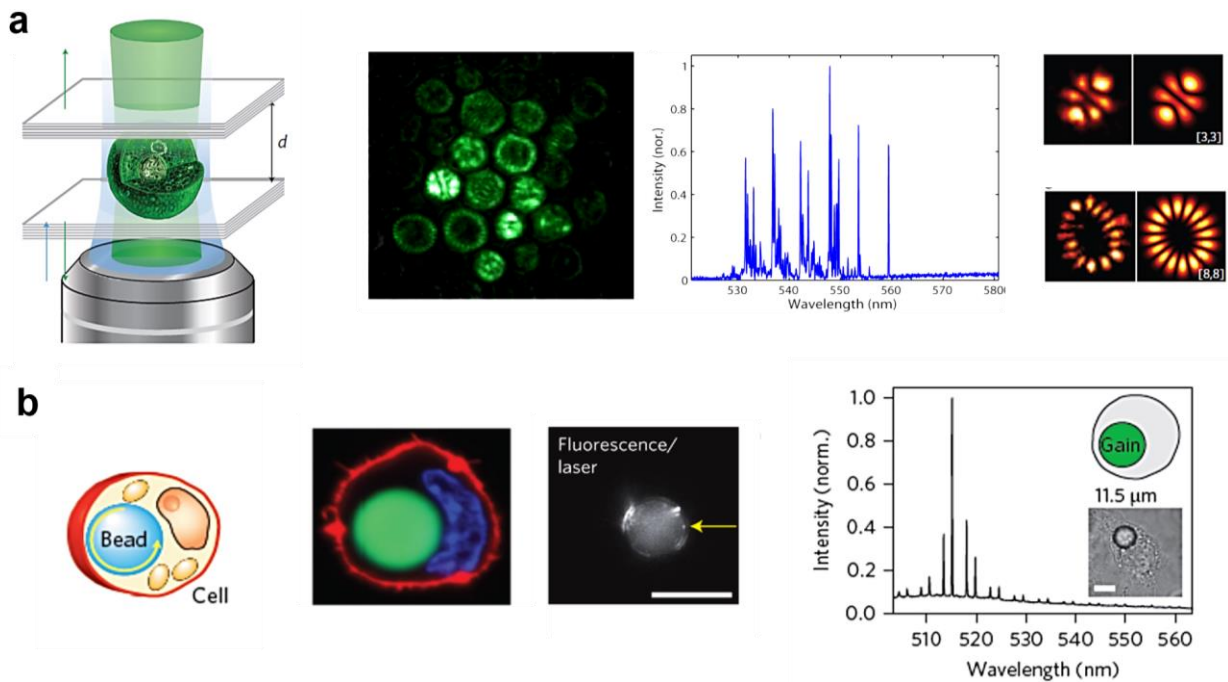 a
d
Intensity (nor.)
1
0.8
0.6
0.4
0.2
0
530
540
550
560
570
5800
Wavelength (nm)
[3,3]
[8,8]
b
Bead
Cell
Fluorescence/
laser
Intensity (norm.)
1.0
0.8
0.6
0.4
0.2
0.0
510
520
530
540
550
560
Wavelength (nm)
Gain
11.5 μm